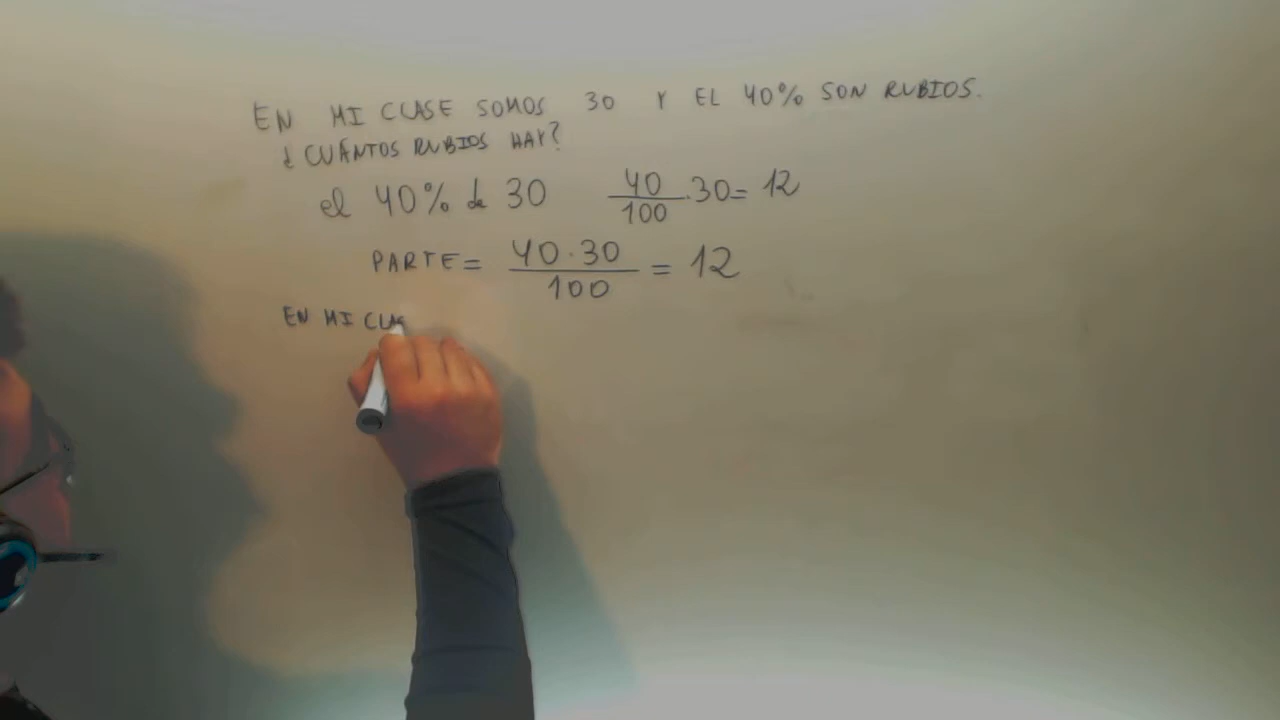 EN MI CLASE SOMOS 30 Y EL 40% SON RUBIOS.
¿CUÁNTOS RUBIOS HAY?
el 40% de 30 40/100 · 30 = 12
PARTE = 40 · 30 / 100 = 12
EN MI CLAS